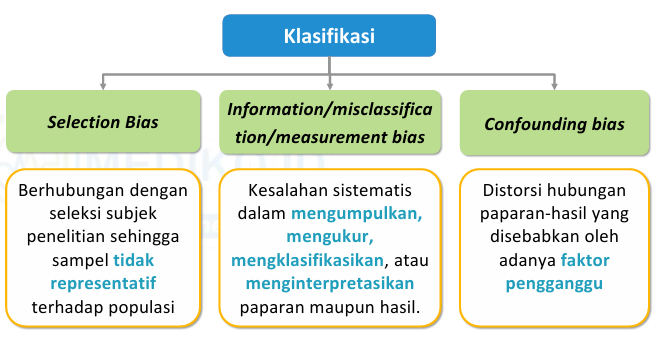 Klasifikasi
Selection Bias
Information/misclassifica
tion/measurement bias
Confounding bias
Berhubungan dengan
seleksi subjek
penelitian sehingga
sampel tidak
representatif
terhadap populasi
Kesalahan sistematis
dalam mengumpulkan,
mengukur,
mengklasifikasikan, atau
menginterpretasikan
paparan maupun hasil.
Distorsi hubungan
paparan-hasil yang
disebabkan oleh
adanya faktor
pengganggu